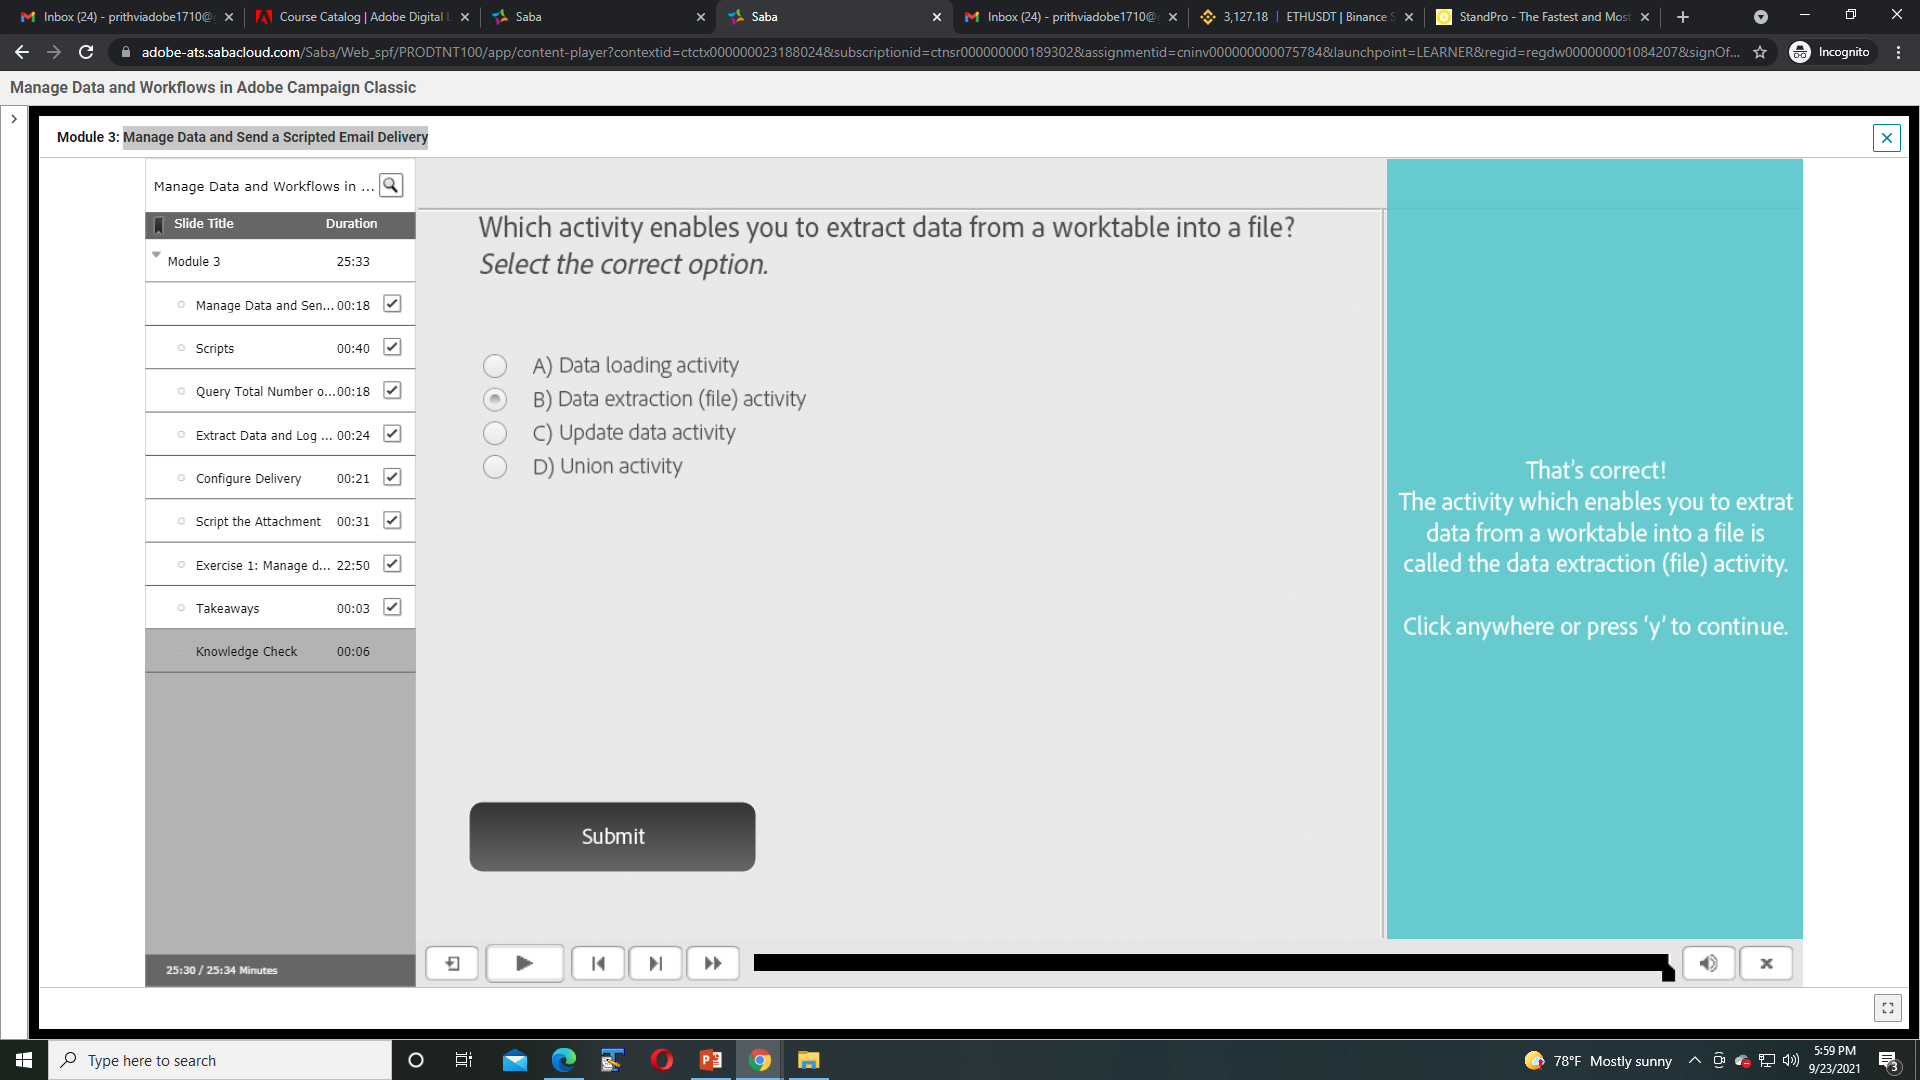 Inbox (24) - prithviadobe1710@
Course Catalog | Adobe Digital L
Saba
Saba
Inbox (24) - prithviadobe1710@
3,127.18 | ETHUSDT | Binance S
StandPro - The Fastest and Most
adobe-ats.sabacloud.com/Saba/Web_spf/PRODTNT100/app/content-player?contextid=ctctx000000023188024&subscriptionid=ctnsr000000000189302&assignmentid=cninv000000000075784&launchpoint=LEARNER&regid=regdw000000001084207&signOf...
Incognito
Manage Data and Workflows in Adobe Campaign Classic
Module 3: Manage Data and Send a Scripted Email Delivery
Manage Data and Workflows in ...
Slide Title Duration
Module 3 25:33
Manage Data and Sen... 00:18
Scripts 00:40
Query Total Number o... 00:18
Extract Data and Log ... 00:24
Configure Delivery 00:21
Script the Attachment 00:31
Exercise 1: Manage d... 22:50
Takeaways 00:03
Knowledge Check 00:06
25:30 / 25:34 Minutes
Which activity enables you to extract data from a worktable into a file?
Select the correct option.
A) Data loading activity
B) Data extraction (file) activity
C) Update data activity
D) Union activity
Submit
That's correct!
The activity which enables you to extrat
data from a worktable into a file is
called the data extraction (file) activity.
Click anywhere or press 'y' to continue.
Type here to search
78°F Mostly sunny
5:59 PM
9/23/2021
3